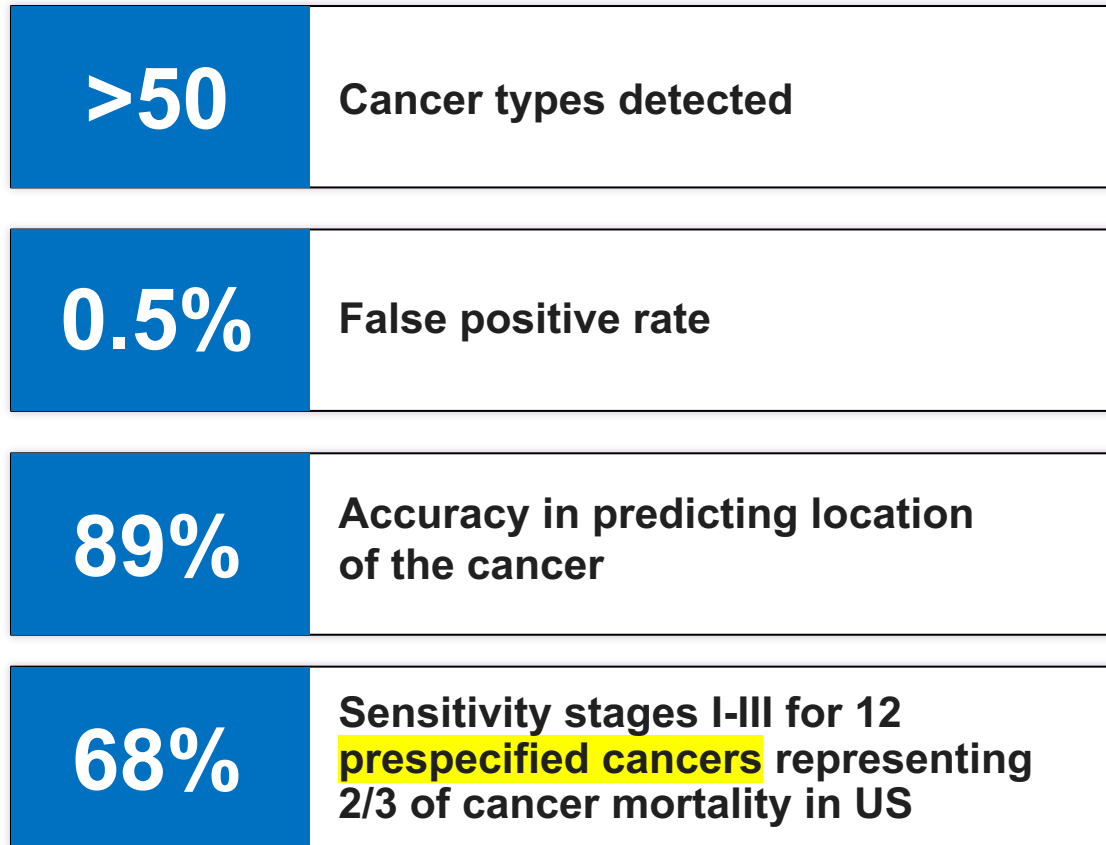 >50
Cancer types detected
0.5%
False positive rate
89%
Accuracy in predicting location
of the cancer
68%
Sensitivity stages I-III for 12
prespecified cancers representing
2/3 of cancer mortality in US